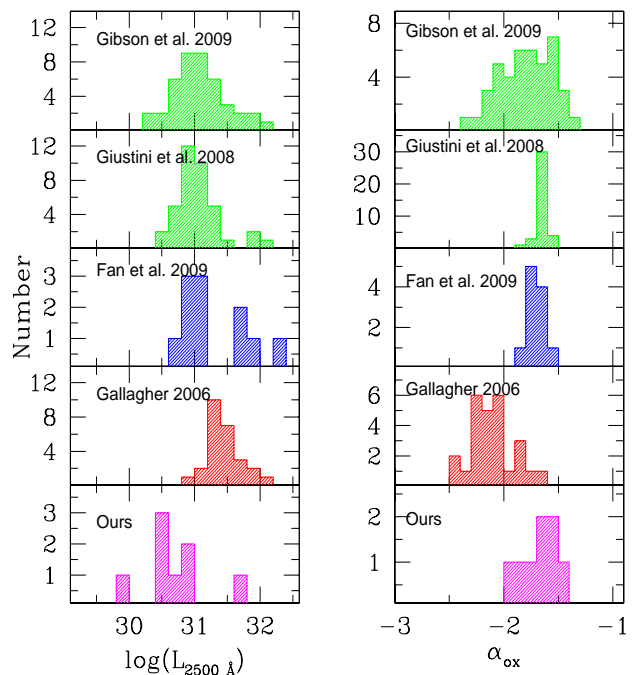 12
8
4
Gibson et al. 2009
8
4
Gibson et al. 2009
12
8
4
Giustini et al. 2008
30
20
10
Giustini et al. 2008
Number
3
2
1
Fan et al. 2009
4
2
Fan et al. 2009
12
8
4
Gallagher 2006
6
4
2
Gallagher 2006
3
2
1
Ours
2
1
Ours
30 31 32
-3 -2 -1
log(L2500 Å)
αox